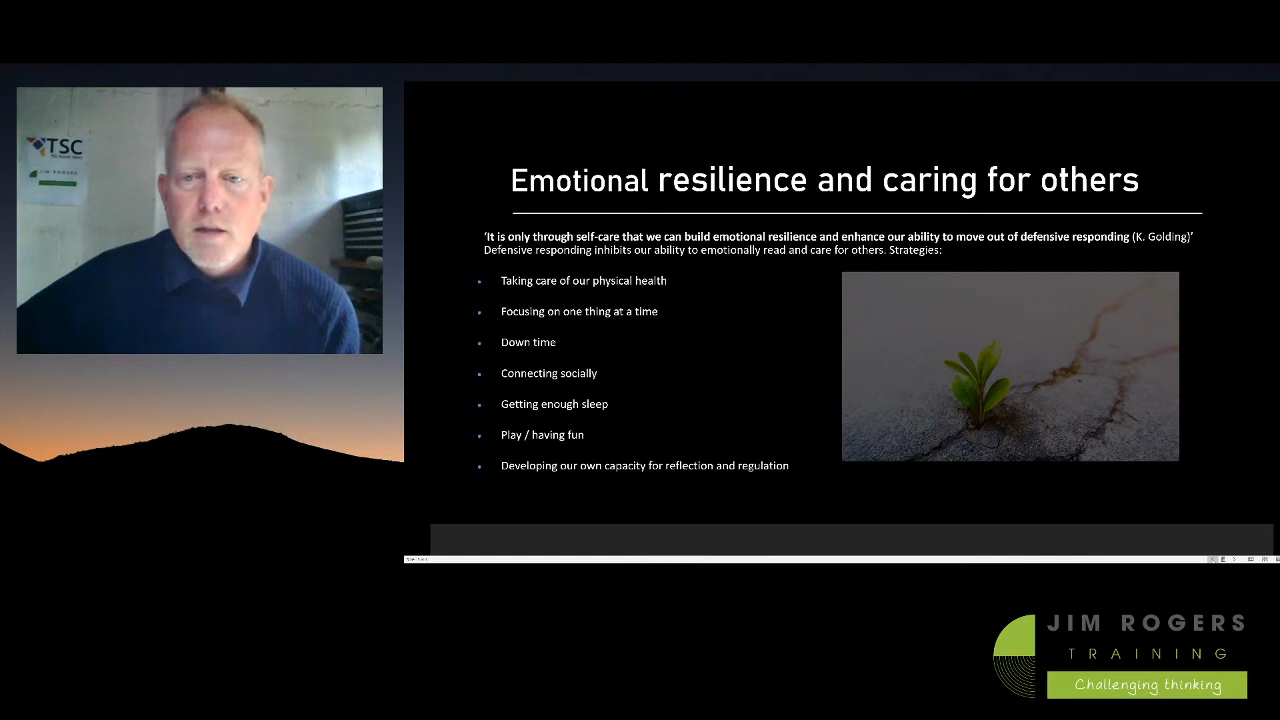 TSC
JIM ROGERS
Emotional resilience and caring for others
‘It is only through self-care that we can build emotional resilience and enhance our ability to move out of defensive responding (K. Golding)’
Defensive responding inhibits our ability to emotionally read and care for others. Strategies:
• Taking care of our physical health
• Focusing on one thing at a time
• Down time
• Connecting socially
• Getting enough sleep
• Play / having fun
• Developing our own capacity for reflection and regulation
JIM ROGERS
TRAINING
Challenging thinking